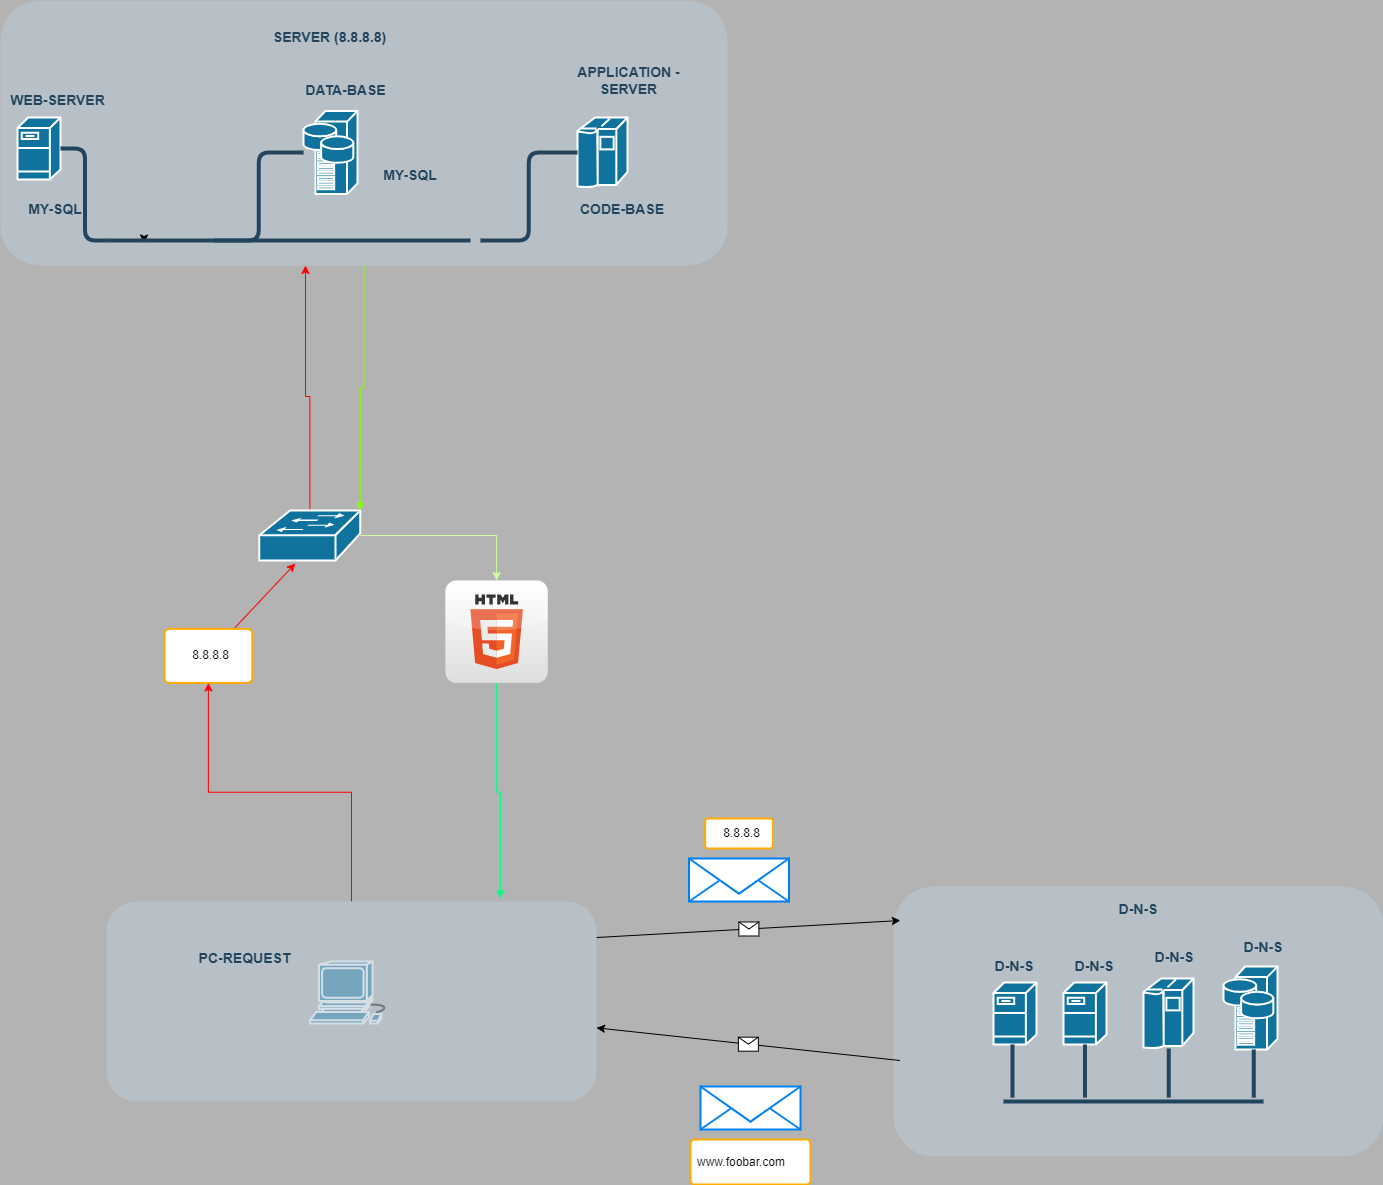 SERVER (8.8.8.8)
APPLICATION -
SERVER
DATA-BASE
WEB-SERVER
MY-SQL
MY-SQL
CODE-BASE
HTML
5
8.8.8.8
8.8.8.8
D-N-S
PC-REQUEST
D-N-S
D-N-S
D-N-S
D-N-S
www.foobar.com